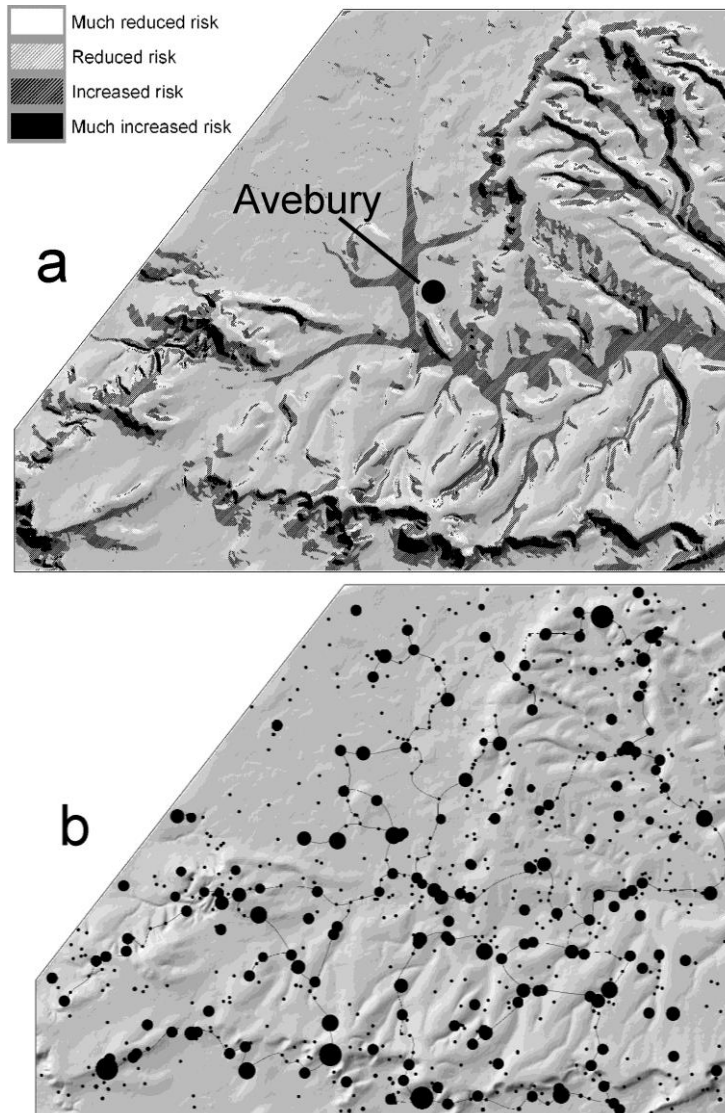 Much reduced risk
Reduced risk
Increased risk
Much increased risk
Avebury
a
b